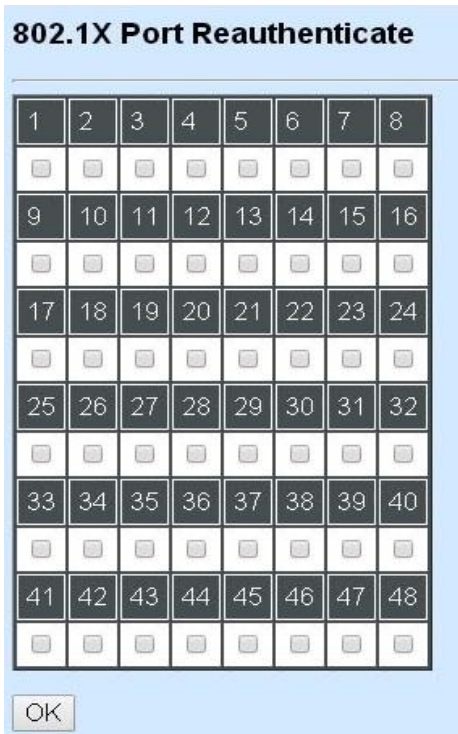 802.1X Port Reauthenticate
1 2 3 4 5 6 7 8
9 10 11 12 13 14 15 16
17 18 19 20 21 22 23 24
25 26 27 28 29 30 31 32
33 34 35 36 37 38 39 40
41 42 43 44 45 46 47 48
OK